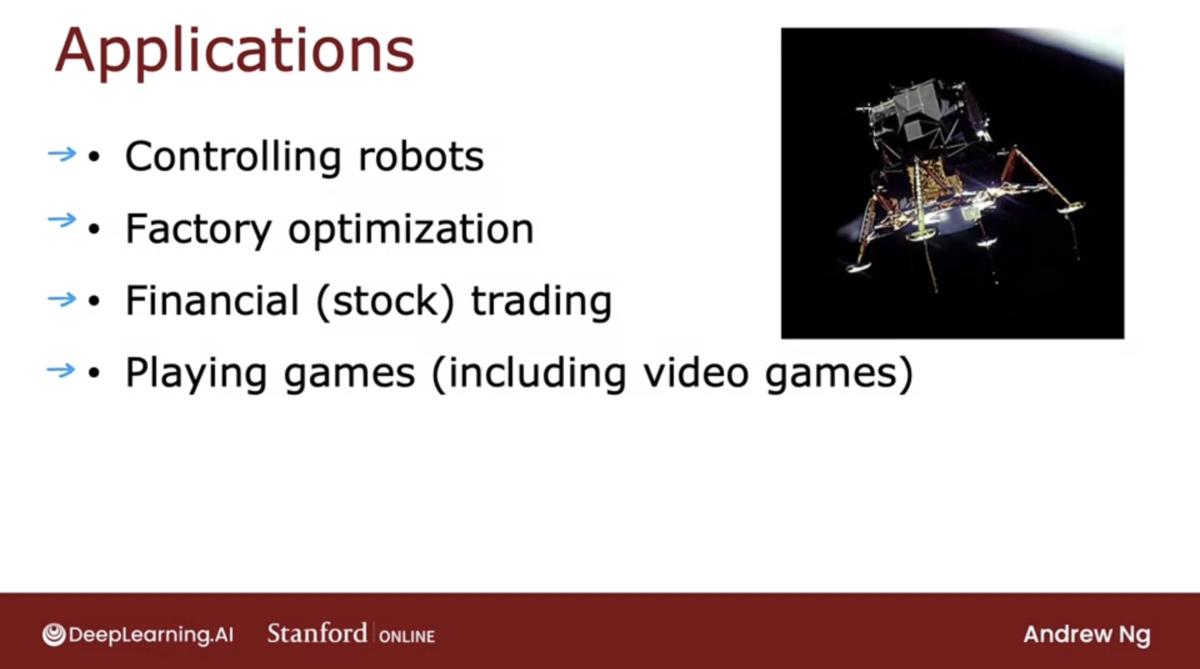 Applications
→ • Controlling robots
→ • Factory optimization
→ • Financial (stock) trading
→ • Playing games (including video games)
DeepLearning.AI Stanford | ONLINE Andrew Ng